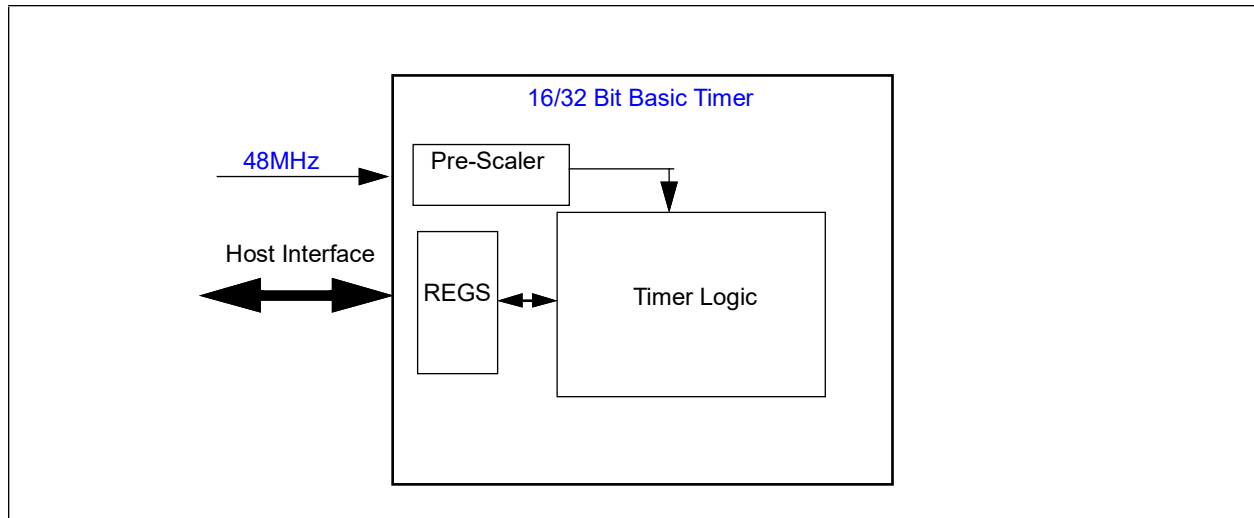 16/32 Bit Basic Timer
48MHz
Pre-Scaler
Host Interface
REGS
Timer Logic